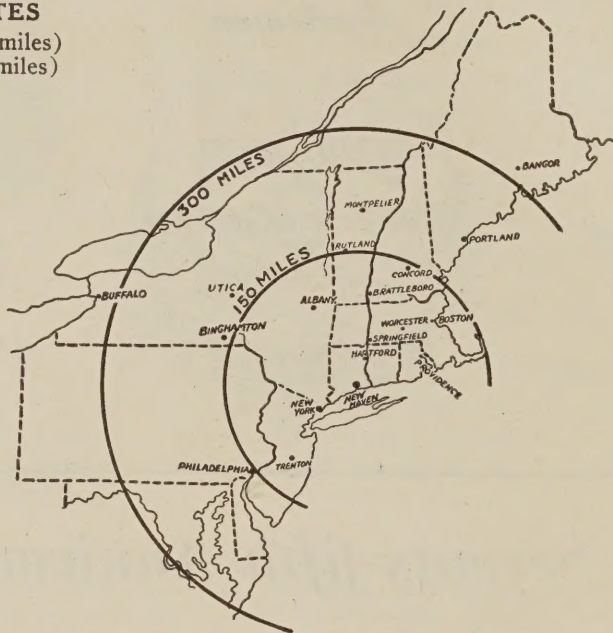 TES
miles)
miles)
300 MILES
BANGOR
MONTPELIER
PORTLAND
RUTLAND
150 MILES
CONCORD
BUFFALO
UTICA
ALBANY
BRATTLEBORO
BINGHAMTON
WORCESTER
BOSTON
SPRINGFIELD
HARTFORD
PROVIDENCE
NEW YORK
NEW HAVEN
PHILADELPHIA
TRENTON